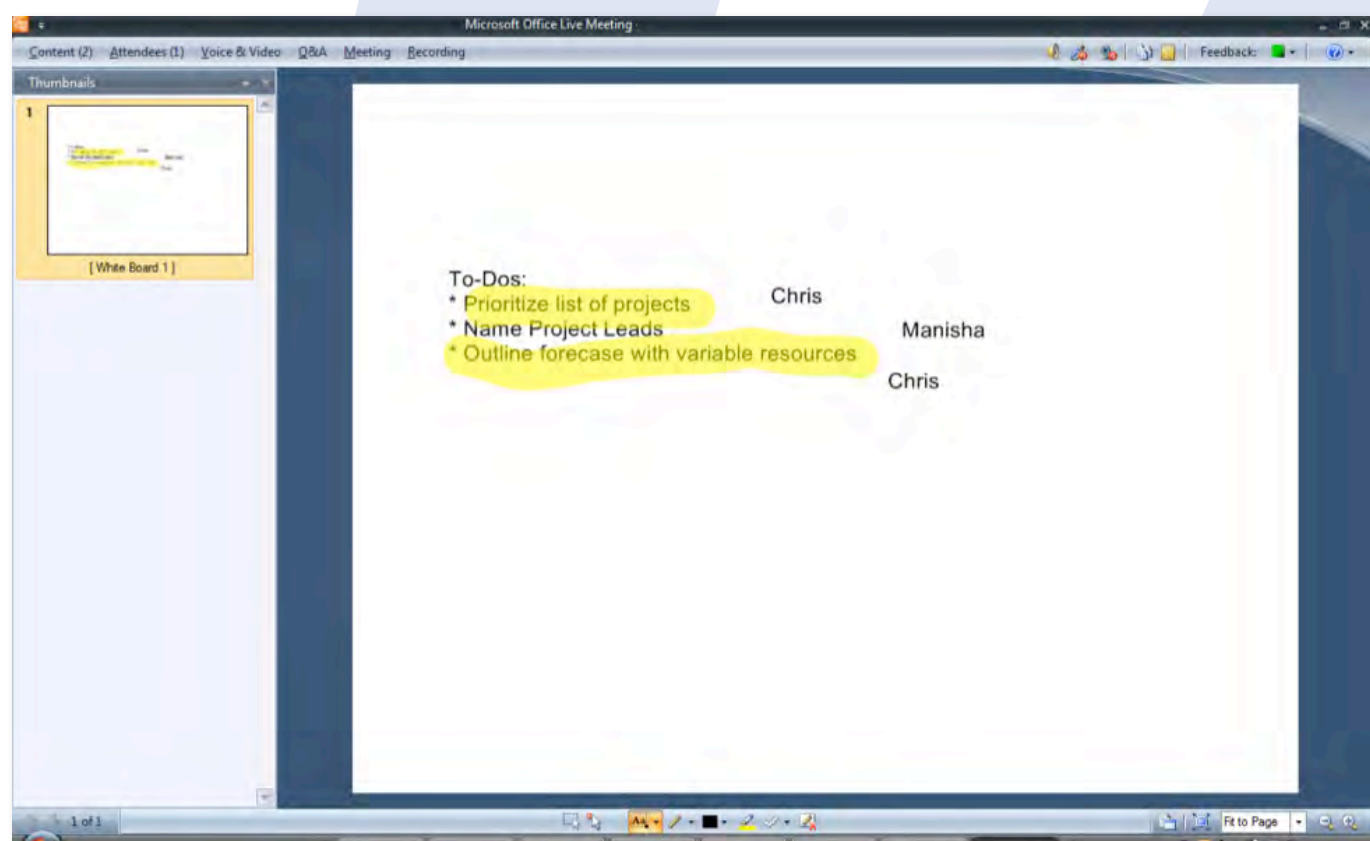 Microsoft Office Live Meeting
Content (2) Attendees (1) Voice & Video Q&A Meeting Recording Feedback:
Thumbnails
1
[ White Board 1 ]
To-Dos:
* Prioritize list of projects Chris
* Name Project Leads Manisha
* Outline forecase with variable resources
Chris
1 of 1 Fit to Page